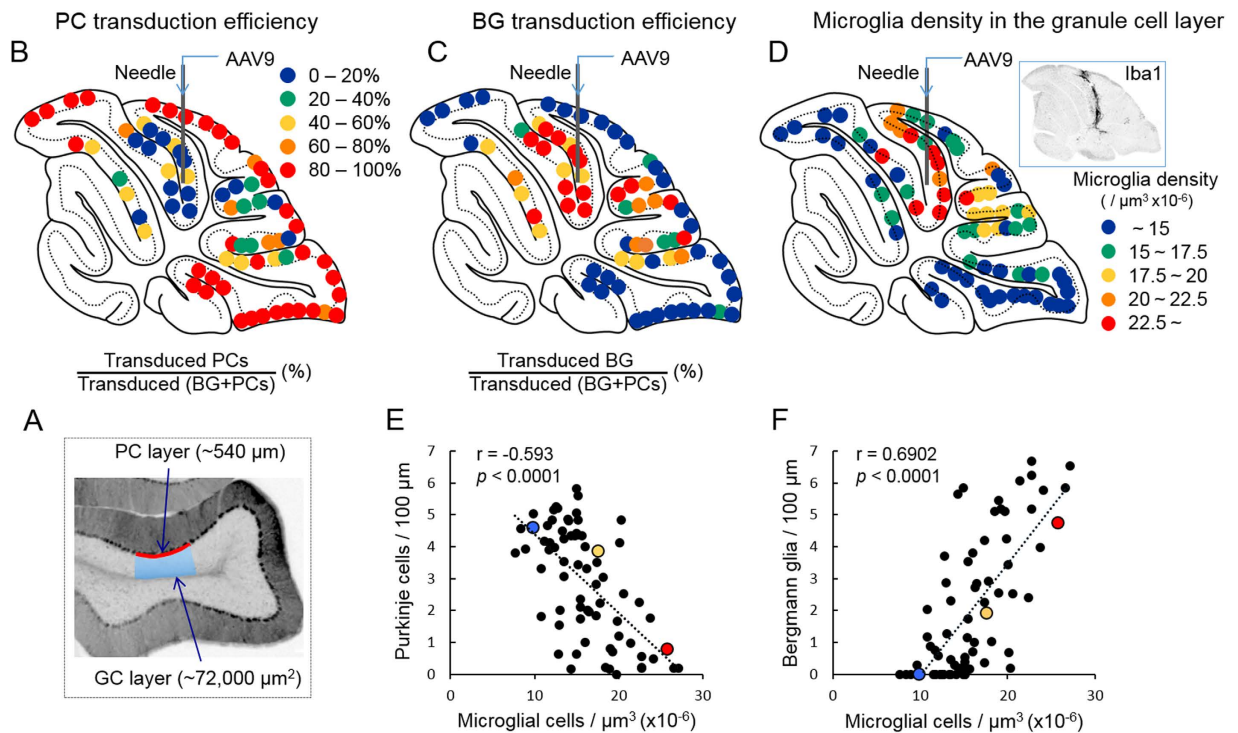 PC transduction efficiency
B
Needle
AAV9
0 – 20%
20 – 40%
40 – 60%
60 – 80%
80 – 100%
Transduced PCs
Transduced (BG+PCs)
(%)
BG transduction efficiency
C
Needle
AAV9
Transduced BG
Transduced (BG+PCs)
(%)
Microglia density in the granule cell layer
D
Needle
AAV9
Iba1
Microglia density
( / µm³ x10⁻⁶)
~ 15
15 ~ 17.5
17.5 ~ 20
20 ~ 22.5
22.5 ~
A
PC layer (~540 µm)
GC layer (~72,000 µm²)
E
r = -0.593
p < 0.0001
Purkinje cells / 100 µm
7
6
5
4
3
2
1
0
0
10
20
30
Microglial cells / µm³ (x10⁻⁶)
F
r = 0.6902
p < 0.0001
Bergmann glia / 100 µm
7
6
5
4
3
2
1
0
0
10
20
30
Microglial cells / µm³ (x10⁻⁶)